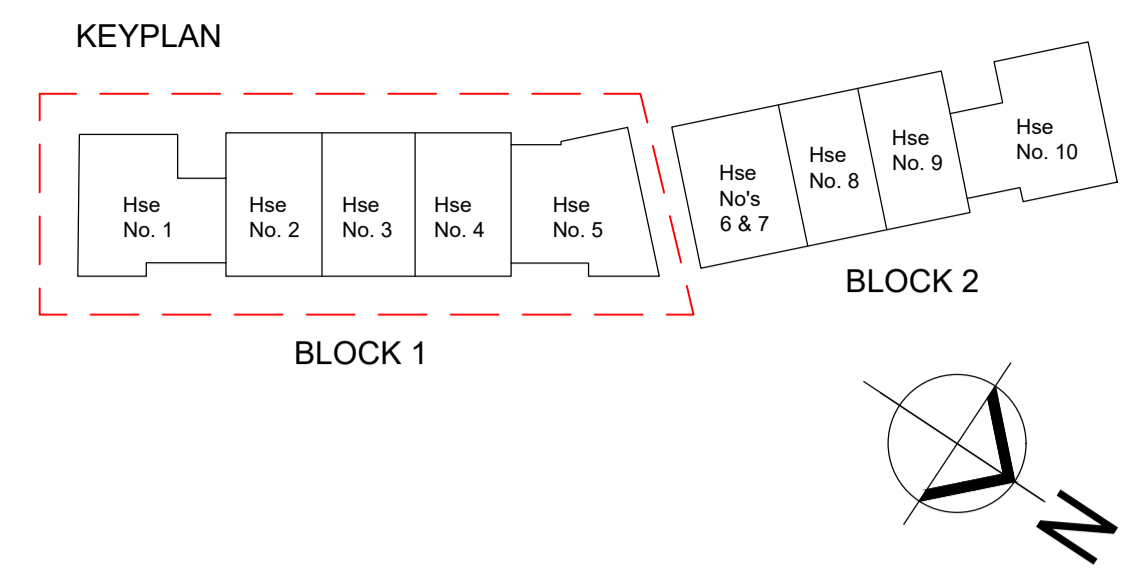 KEYPLAN
Hse
No. 1
Hse
No. 2
Hse
No. 3
Hse
No. 4
Hse
No. 5
Hse
No's
6 & 7
Hse
No. 8
Hse
No. 9
Hse
No. 10
BLOCK 1
BLOCK 2
N